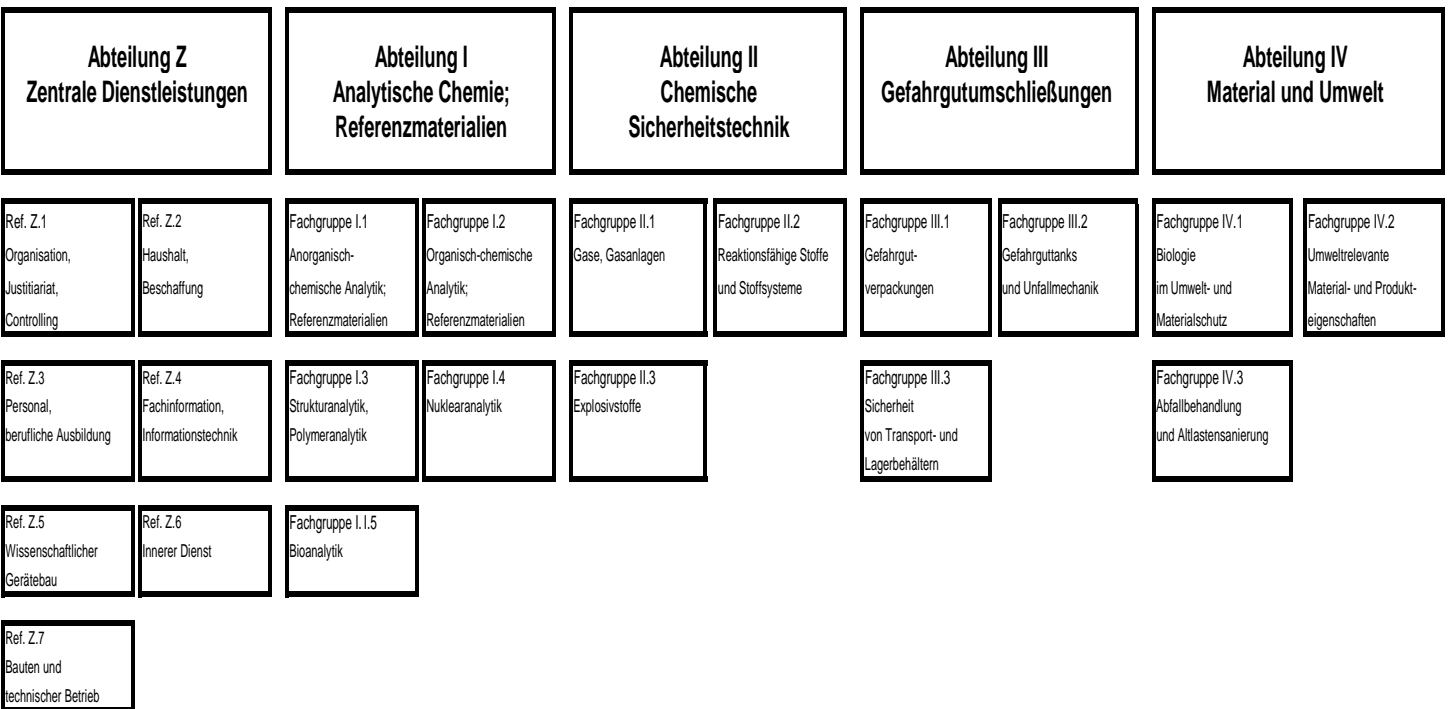 Abteilung Z
Zentrale Dienstleistungen
Abteilung I
Analytische Chemie;
Referenzmaterialien
Abteilung II
Chemische
Sicherheitstechnik
Abteilung III
Gefahrgutumschließungen
Abteilung IV
Material und Umwelt
Ref. Z.1
Organisation,
Justitiariat,
Controlling
Ref. Z.2
Haushalt,
Beschaffung
Fachgruppe I.1
Anorganisch-
chemische Analytik;
Referenzmaterialien
Fachgruppe I.2
Organisch-chemische
Analytik;
Referenzmaterialien
Fachgruppe II.1
Gase, Gasanlagen
Fachgruppe II.2
Reaktionsfähige Stoffe
und Stoffsysteme
Fachgruppe III.1
Gefahrgut-
verpackungen
Fachgruppe III.2
Gefahrguttanks
und Unfallmechanik
Fachgruppe IV.1
Biologie
im Umwelt- und
Materialschutz
Fachgruppe IV.2
Umweltrelevante
Material- und Produkt-
eigenschaften
Ref. Z.3
Personal,
berufliche Ausbildung
Ref. Z.4
Fachinformation,
Informationstechnik
Fachgruppe I.3
Strukturanalytik,
Polymeranalytik
Fachgruppe I.4
Nuklearanalytik
Fachgruppe II.3
Explosivstoffe
Fachgruppe III.3
Sicherheit
von Transport- und
Lagerbehältern
Fachgruppe IV.3
Abfallbehandlung
und Altlastensanierung
Ref. Z.5
Wissenschaftlicher
Gerätebau
Ref. Z.6
Innerer Dienst
Fachgruppe I. I.5
Bioanalytik
Ref. Z.7
Bauten und
technischer Betrieb